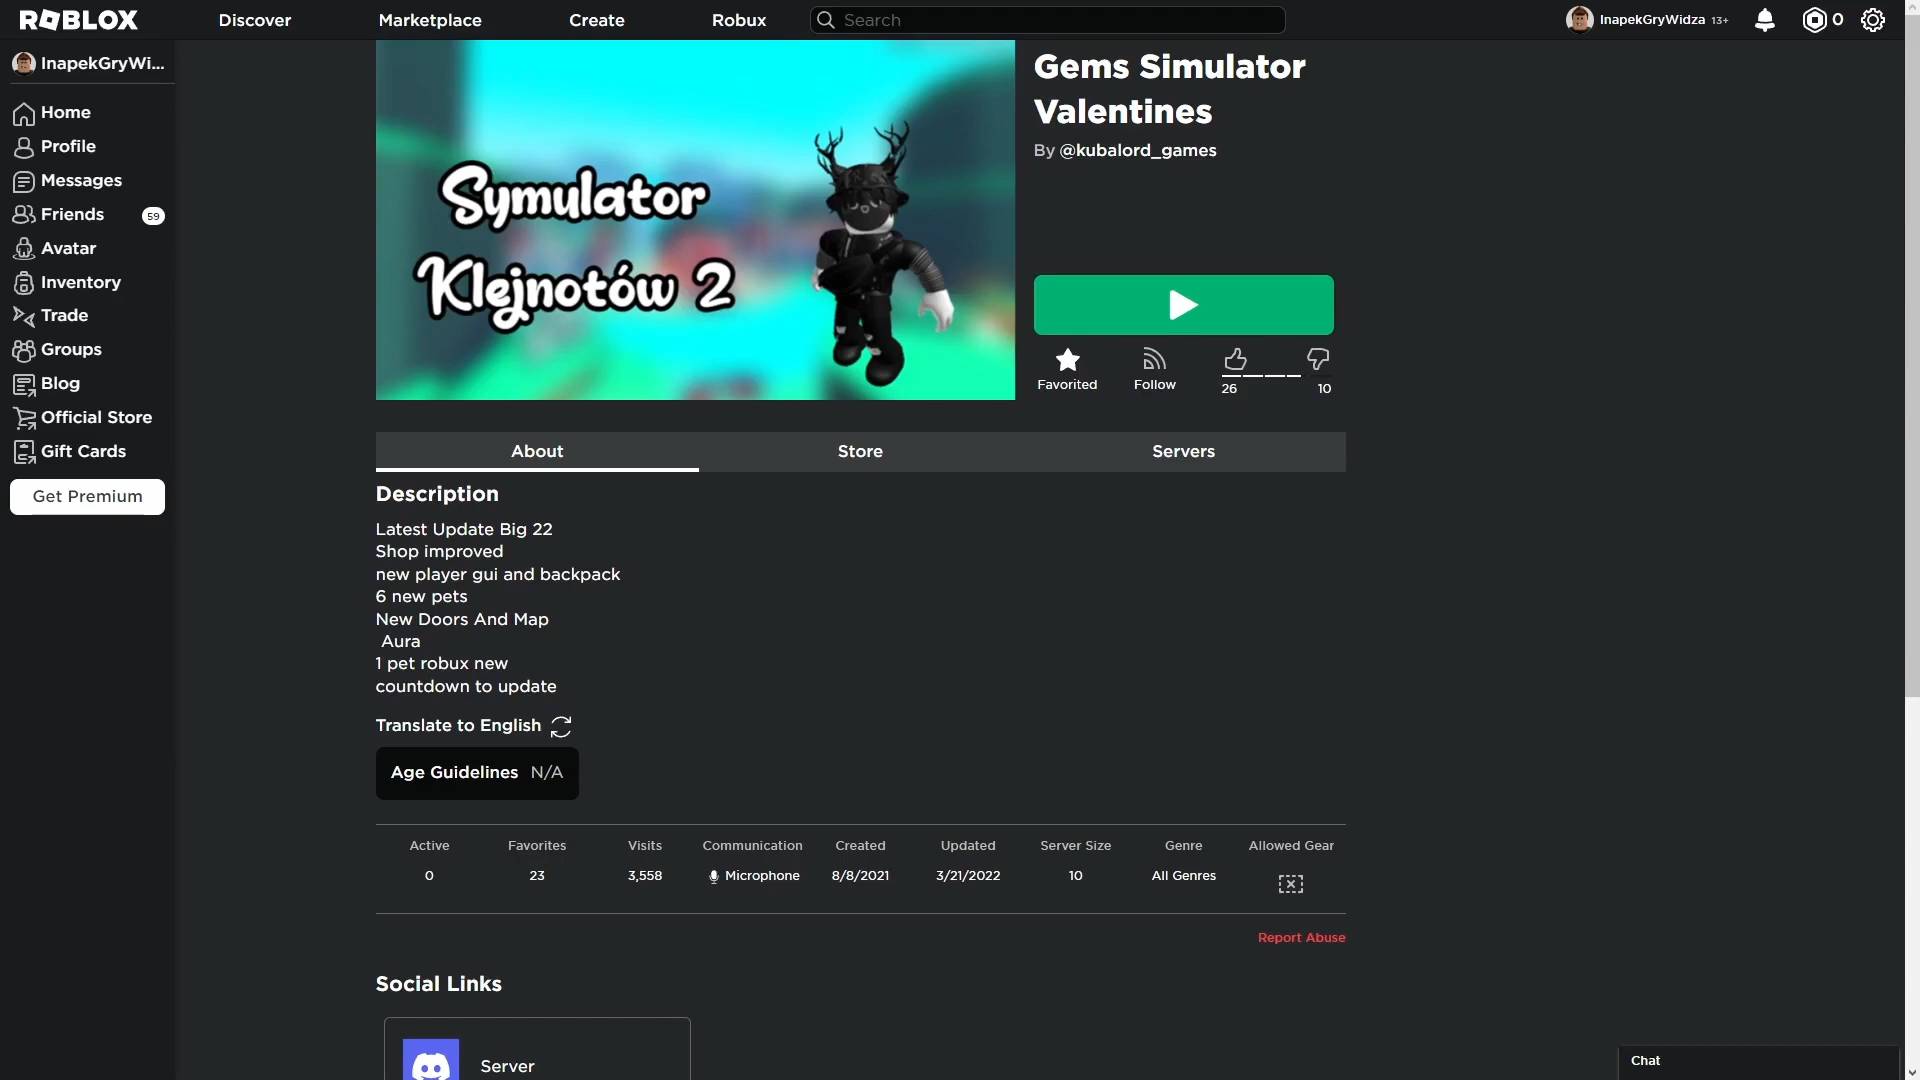 ROBLOX
Discover
Marketplace
Create
Robux
Search
InapekGryWidza 13+
0
InapekGryWi...
Home
Profile
Messages
Friends
59
Avatar
Inventory
Trade
Groups
Blog
Official Store
Gift Cards
Get Premium
Symulator
Klejnotów 2
Gems Simulator
Valentines
By @kubalord_games
Favorited
Follow
26
10
About
Store
Servers
Description
Latest Update Big 22
Shop improved
new player gui and backpack
6 new pets
New Doors And Map
Aura
1 pet robux new
countdown to update
Translate to English
Age Guidelines N/A
Active
Favorites
Visits
Communication
Created
Updated
Server Size
Genre
Allowed Gear
0
23
3,558
Microphone
8/8/2021
3/21/2022
10
All Genres
Report Abuse
Social Links
Server
Chat